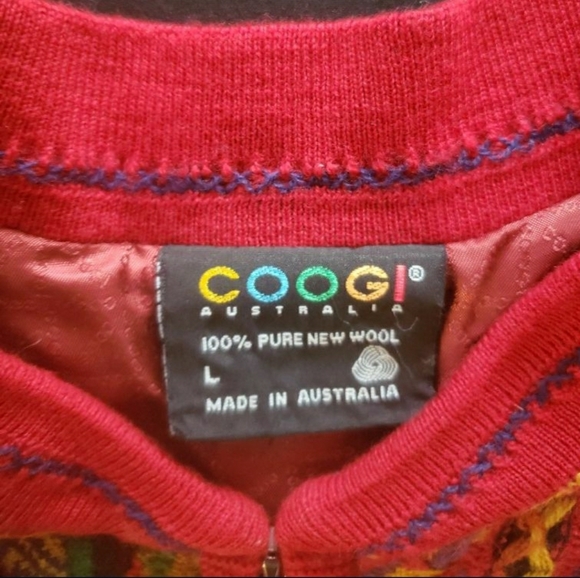 COOGI®
AUSTRALIA
100% PURE NEW WOOL
L
MADE IN AUSTRALIA